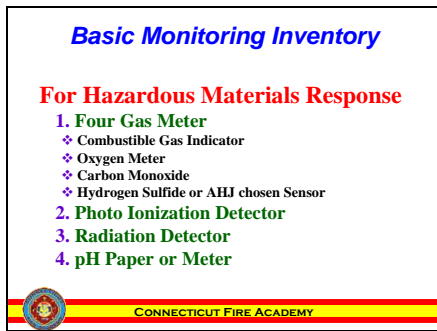 Basic Monitoring Inventory
For Hazardous Materials Response
1. Four Gas Meter
❖ Combustible Gas Indicator
❖ Oxygen Meter
❖ Carbon Monoxide
❖ Hydrogen Sulfide or AHJ chosen Sensor
2. Photo Ionization Detector
3. Radiation Detector
4. pH Paper or Meter
CONNECTICUT FIRE ACADEMY